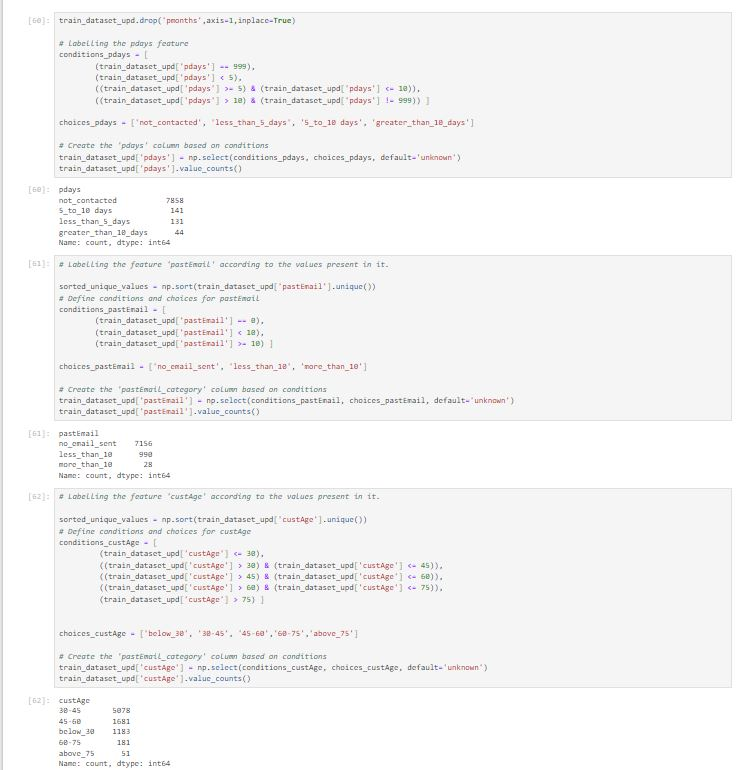 [60]: train_dataset_upd.drop('pmonths',axis=1,inplace=True)
# Labelling the pdays feature
conditions_pdays = [
(train_dataset_upd['pdays'] == 999),
(train_dataset_upd['pdays'] < 5),
((train_dataset_upd['pdays'] >= 5) & (train_dataset_upd['pdays'] <= 10)),
((train_dataset_upd['pdays'] > 10) & (train_dataset_upd['pdays'] != 999)) ]
choices_pdays = ['not_contacted', 'less_than_5_days', '5_to_10 days', 'greater_than_10_days']
# Create the 'pdays' column based on conditions
train_dataset_upd['pdays'] = np.select(conditions_pdays, choices_pdays, default='unknown')
train_dataset_upd['pdays'].value_counts()
[60]: pdays
not_contacted 7858
5_to_10 days 141
less_than_5_days 131
greater_than_10_days 44
Name: count, dtype: int64
[61]: # Labelling the feature 'pastEmail' according to the values present in it.
sorted_unique_values = np.sort(train_dataset_upd['pastEmail'].unique())
# Define conditions and choices for pastEmail
conditions_pastEmail = [
(train_dataset_upd['pastEmail'] == 0),
(train_dataset_upd['pastEmail'] < 10),
(train_dataset_upd['pastEmail'] >= 10) ]
choices_pastEmail = ['no_email_sent', 'less_than_10', 'more_than_10']
# Create the 'pastEmail_category' column based on conditions
train_dataset_upd['pastEmail'] = np.select(conditions_pastEmail, choices_pastEmail, default='unknown')
train_dataset_upd['pastEmail'].value_counts()
[61]: pastEmail
no_email_sent 7156
less_than_10 990
more_than_10 28
Name: count, dtype: int64
[62]: # Labelling the feature 'custAge' according to the values present in it.
sorted_unique_values = np.sort(train_dataset_upd['custAge'].unique())
# Define conditions and choices for custAge
conditions_custAge = [
(train_dataset_upd['custAge'] <= 30),
((train_dataset_upd['custAge'] > 30) & (train_dataset_upd['custAge'] <= 45)),
((train_dataset_upd['custAge'] > 45) & (train_dataset_upd['custAge'] <= 60)),
((train_dataset_upd['custAge'] > 60) & (train_dataset_upd['custAge'] <= 75)),
(train_dataset_upd['custAge'] > 75) ]
choices_custAge = ['below_30', '30-45', '45-60','60-75','above_75']
# Create the 'pastEmail_category' column based on conditions
train_dataset_upd['custAge'] = np.select(conditions_custAge, choices_custAge, default='unknown')
train_dataset_upd['custAge'].value_counts()
[62]: custAge
30-45 5078
45-60 1681
below_30 1183
60-75 181
above_75 51
Name: count, dtype: int64